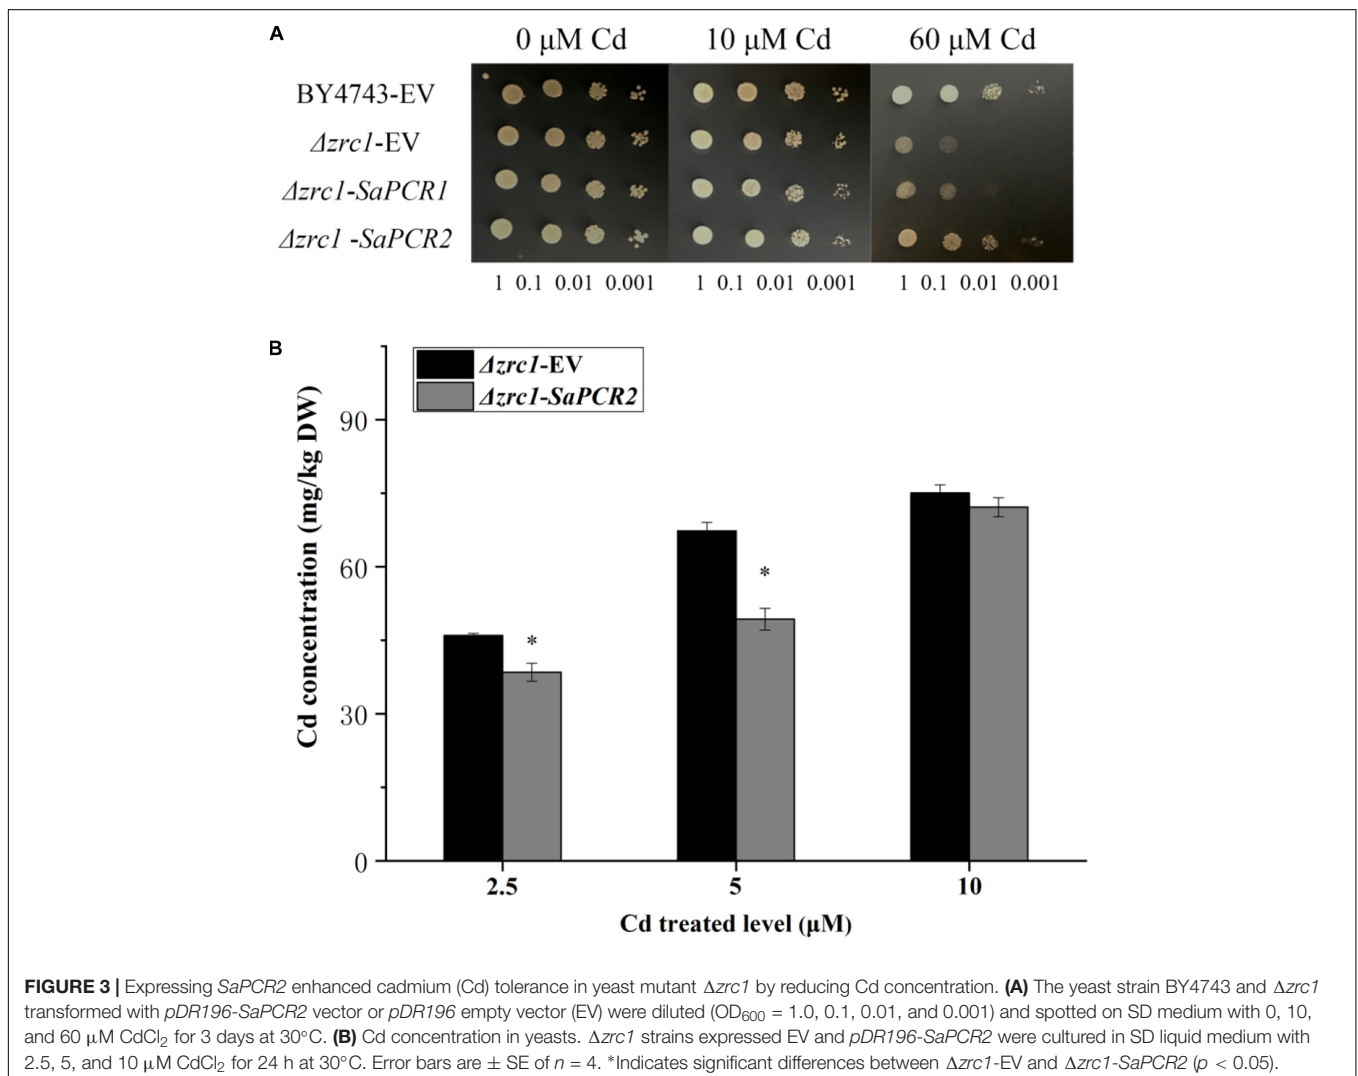 A
0 μM Cd 10 μM Cd 60 μM Cd
BY4743-EV
Δzrc1-EV
Δzrc1-SaPCR1
Δzrc1 -SaPCR2
1 0.1 0.01 0.001 1 0.1 0.01 0.001 1 0.1 0.01 0.001
B
Δzrc1-EV
Δzrc1-SaPCR2
Cd concentration (mg/kg DW)
90
60
30
0
*
*
2.5 5 10
Cd treated level (μM)
FIGURE 3 | Expressing SaPCR2 enhanced cadmium (Cd) tolerance in yeast mutant Δzrc1 by reducing Cd concentration. (A) The yeast strain BY4743 and Δzrc1
transformed with pDR196-SaPCR2 vector or pDR196 empty vector (EV) were diluted (OD600 = 1.0, 0.1, 0.01, and 0.001) and spotted on SD medium with 0, 10,
and 60 μM CdCl2 for 3 days at 30°C. (B) Cd concentration in yeasts. Δzrc1 strains expressed EV and pDR196-SaPCR2 were cultured in SD liquid medium with
2.5, 5, and 10 μM CdCl2 for 24 h at 30°C. Error bars are ± SE of n = 4. *Indicates significant differences between Δzrc1-EV and Δzrc1-SaPCR2 (p < 0.05).